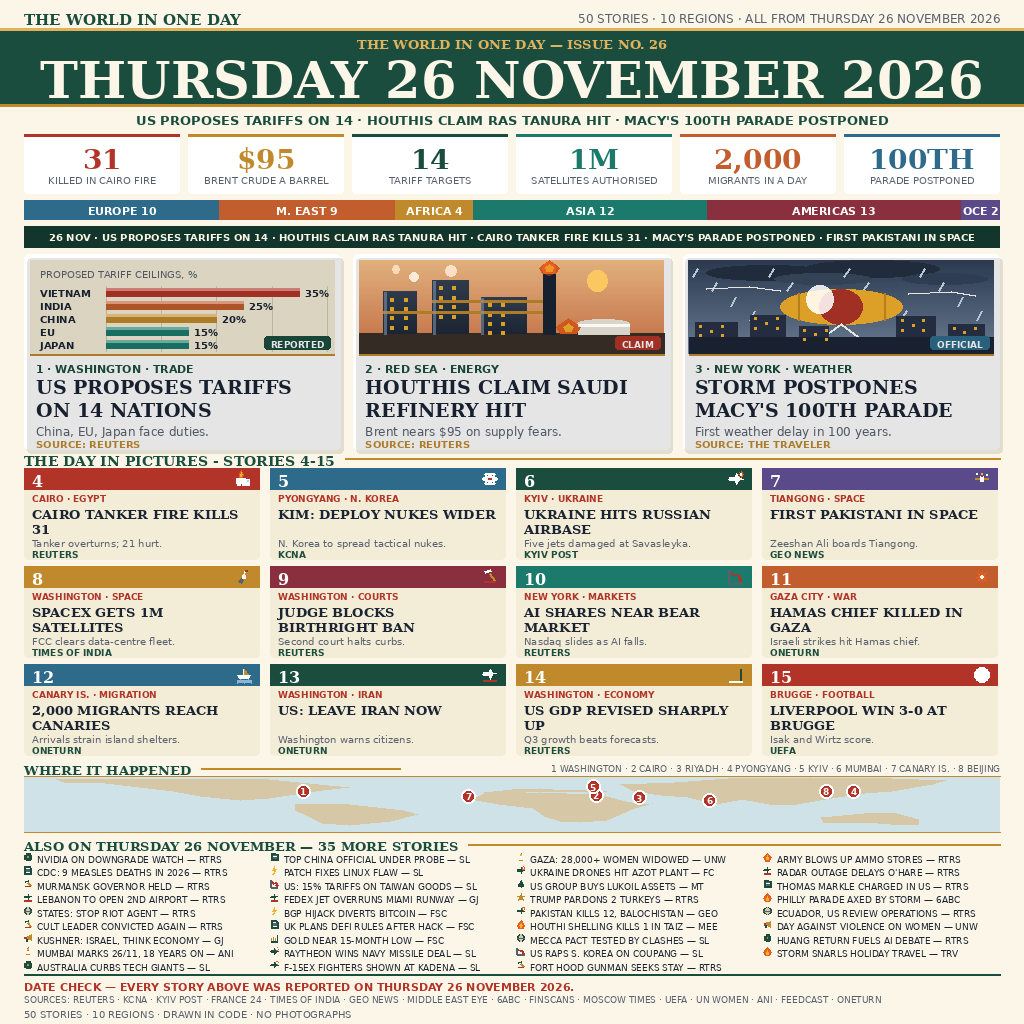 THE WORLD IN ONE DAY
50 STORIES · 10 REGIONS · ALL FROM THURSDAY 26 NOVEMBER 2026
THE WORLD IN ONE DAY — ISSUE NO. 26
THURSDAY 26 NOVEMBER 2026
US PROPOSES TARIFFS ON 14 · HOUTHIS CLAIM RAS TANURA HIT · MACY'S 100TH PARADE POSTPONED
31
KILLED IN CAIRO FIRE
$95
BRENT CRUDE A BARREL
14
TARIFF TARGETS
1M
SATELLITES AUTHORISED
2,000
MIGRANTS IN A DAY
100TH
PARADE POSTPONED
EUROPE 10
M. EAST 9
AFRICA 4
ASIA 12
AMERICAS 13
OCE 2
26 NOV · US PROPOSES TARIFFS ON 14 · HOUTHIS CLAIM RAS TANURA HIT · CAIRO TANKER FIRE KILLS 31 · MACY'S PARADE POSTPONED · FIRST PAKISTANI IN SPACE
PROPOSED TARIFF CEILINGS, %
VIETNAM 35%
INDIA 25%
CHINA 20%
EU 15%
JAPAN 15%
REPORTED
1 · WASHINGTON · TRADE
US PROPOSES TARIFFS
ON 14 NATIONS
China, EU, Japan face duties.
SOURCE: REUTERS
CLAIM
2 · RED SEA · ENERGY
HOUTHIS CLAIM SAUDI
REFINERY HIT
Brent nears $95 on supply fears.
SOURCE: REUTERS
OFFICIAL
3 · NEW YORK · WEATHER
STORM POSTPONES
MACY'S 100TH PARADE
First weather delay in 100 years.
SOURCE: THE TRAVELER
THE DAY IN PICTURES - STORIES 4-15
4
CAIRO · EGYPT
CAIRO TANKER FIRE KILLS
31
Tanker overturns; 21 hurt.
REUTERS
5
PYONGYANG · N. KOREA
KIM: DEPLOY NUKES WIDER
N. Korea to spread tactical nukes.
KCNA
6
KYIV · UKRAINE
UKRAINE HITS RUSSIAN
AIRBASE
Five jets damaged at Savasleyka.
KYIV POST
7
TIANGONG · SPACE
FIRST PAKISTANI IN SPACE
Zeeshan Ali boards Tiangong.
GEO NEWS
8
WASHINGTON · SPACE
SPACEX GETS 1M
SATELLITES
FCC clears data-centre fleet.
TIMES OF INDIA
9
WASHINGTON · COURTS
JUDGE BLOCKS
BIRTHRIGHT BAN
Second court halts curbs.
REUTERS
10
NEW YORK · MARKETS
AI SHARES NEAR BEAR
MARKET
Nasdaq slides as AI falls.
REUTERS
11
GAZA CITY · WAR
HAMAS CHIEF KILLED IN
GAZA
Israeli strikes hit Hamas chief.
ONETURN
12
CANARY IS. · MIGRATION
2,000 MIGRANTS REACH
CANARIES
Arrivals strain island shelters.
ONETURN
13
WASHINGTON · IRAN
US: LEAVE IRAN NOW
Washington warns citizens.
ONETURN
14
WASHINGTON · ECONOMY
US GDP REVISED SHARPLY
UP
Q3 growth beats forecasts.
REUTERS
15
BRUGGE · FOOTBALL
LIVERPOOL WIN 3-0 AT
BRUGGE
Isak and Wirtz score.
UEFA
WHERE IT HAPPENED
1 WASHINGTON · 2 CAIRO · 3 RIYADH · 4 PYONGYANG · 5 KYIV · 6 MUMBAI · 7 CANARY IS. · 8 BEIJING
1
7
5
2
3
6
8
4
ALSO ON THURSDAY 26 NOVEMBER — 35 MORE STORIES
NVIDIA ON DOWNGRADE WATCH — RTRS
CDC: 9 MEASLES DEATHS IN 2026 — RTRS
MURMANSK GOVERNOR HELD — RTRS
LEBANON TO OPEN 2ND AIRPORT — RTRS
STATES: STOP RIOT AGENT — RTRS
CULT LEADER CONVICTED AGAIN — RTRS
KUSHNER: ISRAEL, THINK ECONOMY — GJ
MUMBAI MARKS 26/11, 18 YEARS ON — ANI
AUSTRALIA CURBS TECH GIANTS — SL
TOP CHINA OFFICIAL UNDER PROBE — SL
PATCH FIXES LINUX FLAW — SL
US: 15% TARIFFS ON TAIWAN GOODS — SL
FEDEX JET OVERRUNS MIAMI RUNWAY — GJ
BGP HIJACK DIVERTS BITCOIN — FSC
UK PLANS DEFI RULES AFTER HACK — FSC
GOLD NEAR 15-MONTH LOW — FSC
RAYTHEON WINS NAVY MISSILE DEAL — SL
F-15EX FIGHTERS SHOWN AT KADENA — SL
GAZA: 28,000+ WOMEN WIDOWED — UNW
UKRAINE DRONES HIT AZOT PLANT — FC
US GROUP BUYS LUKOIL ASSETS — MT
TRUMP PARDONS 2 TURKEYS — RTRS
PAKISTAN KILLS 12, BALOCHISTAN — GEO
HOUTHI SHELLING KILLS 1 IN TAIZ — MEE
MECCA PACT TESTED BY CLASHES — SL
US RAPS S. KOREA ON COUPANG — SL
FORT HOOD GUNMAN SEEKS STAY — RTRS
ARMY BLOWS UP AMMO STORES — RTRS
RADAR OUTAGE DELAYS O'HARE — RTRS
THOMAS MARKLE CHARGED IN US — RTRS
PHILLY PARADE AXED BY STORM — 6ABC
ECUADOR, US REVIEW OPERATIONS — RTRS
DAY AGAINST VIOLENCE ON WOMEN — UNW
HUANG RETURN FUELS AI DEBATE — RTRS
STORM SNARLS HOLIDAY TRAVEL — TRV
DATE CHECK — EVERY STORY ABOVE WAS REPORTED ON THURSDAY 26 NOVEMBER 2026.
SOURCES: REUTERS · KCNA · KYIV POST · FRANCE 24 · TIMES OF INDIA · GEO NEWS · MIDDLE EAST EYE · 6ABC · FINSCANS · MOSCOW TIMES · UEFA · UN WOMEN · ANI · FEEDCAST · ONETURN
50 STORIES · 10 REGIONS · DRAWN IN CODE · NO PHOTOGRAPHS